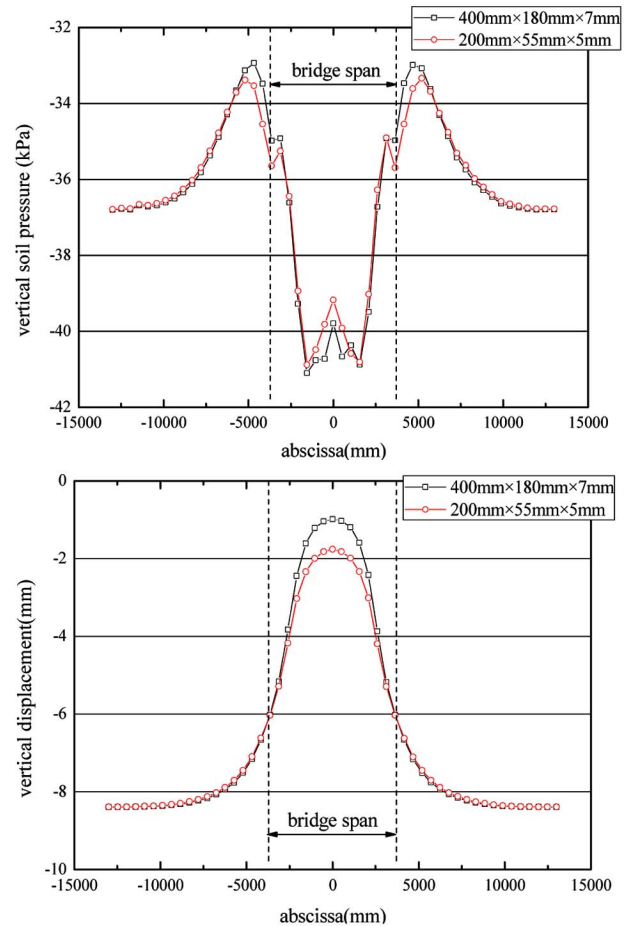 400mm×180mm×7mm
200mm×55mm×5mm
bridge span
-32
-34
-36
-38
-40
-42
vertical soil pressure (kPa)
-15000 -10000 -5000 0 5000 10000 15000
abscissa(mm)
400mm×180mm×7mm
200mm×55mm×5mm
0
-2
-4
-6
-8
-10
vertical displacement(mm)
bridge span
-15000 -10000 -5000 0 5000 10000 15000
abscissa(mm)